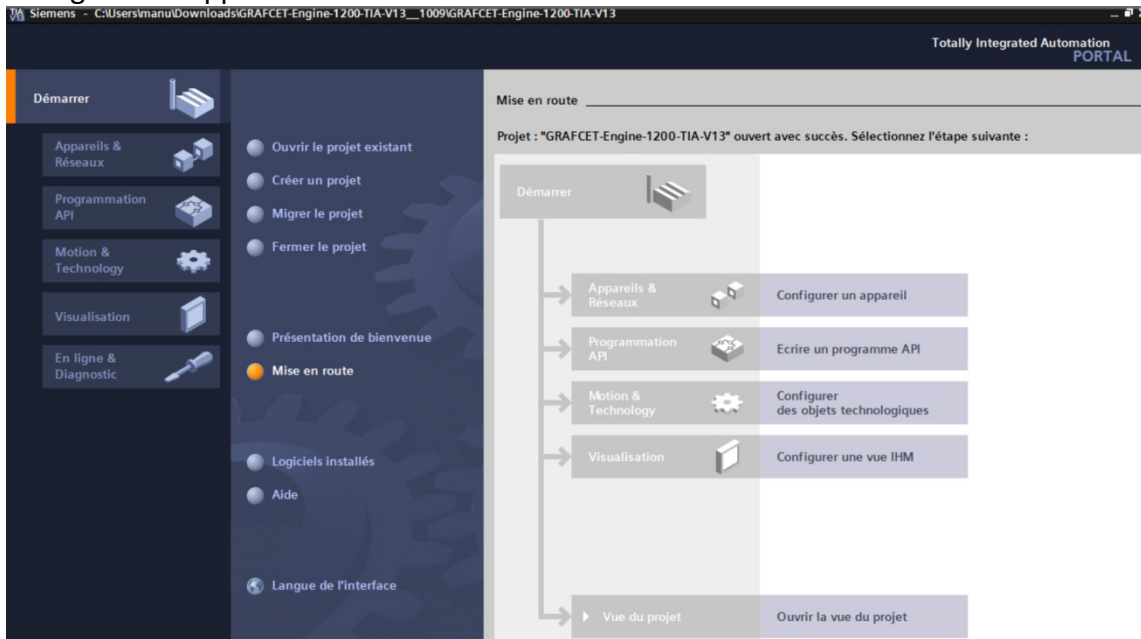 Siemens - C:\Users\manu\Downloads\GRAFCET-Engine-1200-TIA-V13__1009\GRAFCET-Engine-1200-TIA-V13
Totally Integrated Automation
PORTAL
Démarrer
Appareils &
Réseaux
Programmation
API
Motion &
Technology
Visualisation
En ligne &
Diagnostic
Ouvrir le projet existant
Créer un projet
Migrer le projet
Fermer le projet
Présentation de bienvenue
Mise en route
Logiciels installés
Aide
Langue de l'interface
Mise en route
Projet : "GRAFCET-Engine-1200-TIA-V13" ouvert avec succès. Sélectionnez l'étape suivante :
Démarrer
Appareils &
Réseaux
Configurer un appareil
Programmation
API
Ecrire un programme API
Motion &
Technology
Configurer
des objets technologiques
Visualisation
Configurer une vue IHM
Vue du projet
Ouvrir la vue du projet